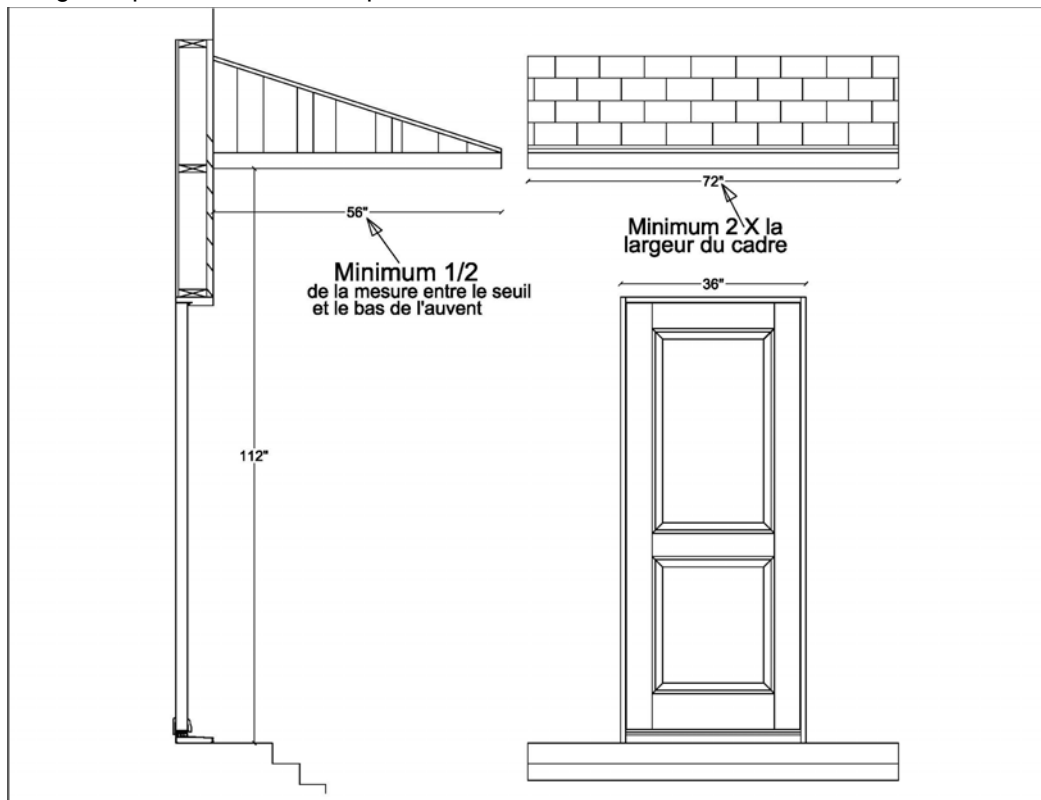 56"
Minimum 1/2
de la mesure entre le seuil
et le bas de l'auvent
72"
Minimum 2 X la
largeur du cadre
36"
112"